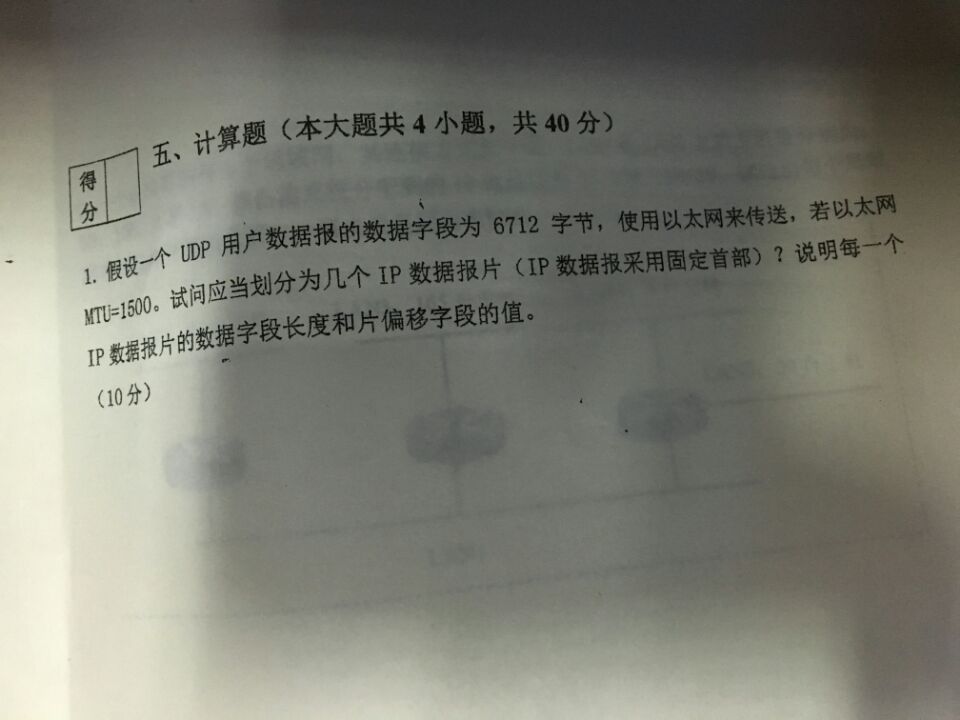 五、计算题（本大题共 4 小题，共 40 分）
得
分
1. 假设一个 UDP 用户数据报的数据字段为 6712 字节，使用以太网来传送，若以太网
MTU=1500。试问应当划分为几个 IP 数据报片（IP 数据报采用固定首部）？说明每一个
IP 数据报片的数据字段长度和片偏移字段的值。
（10 分）